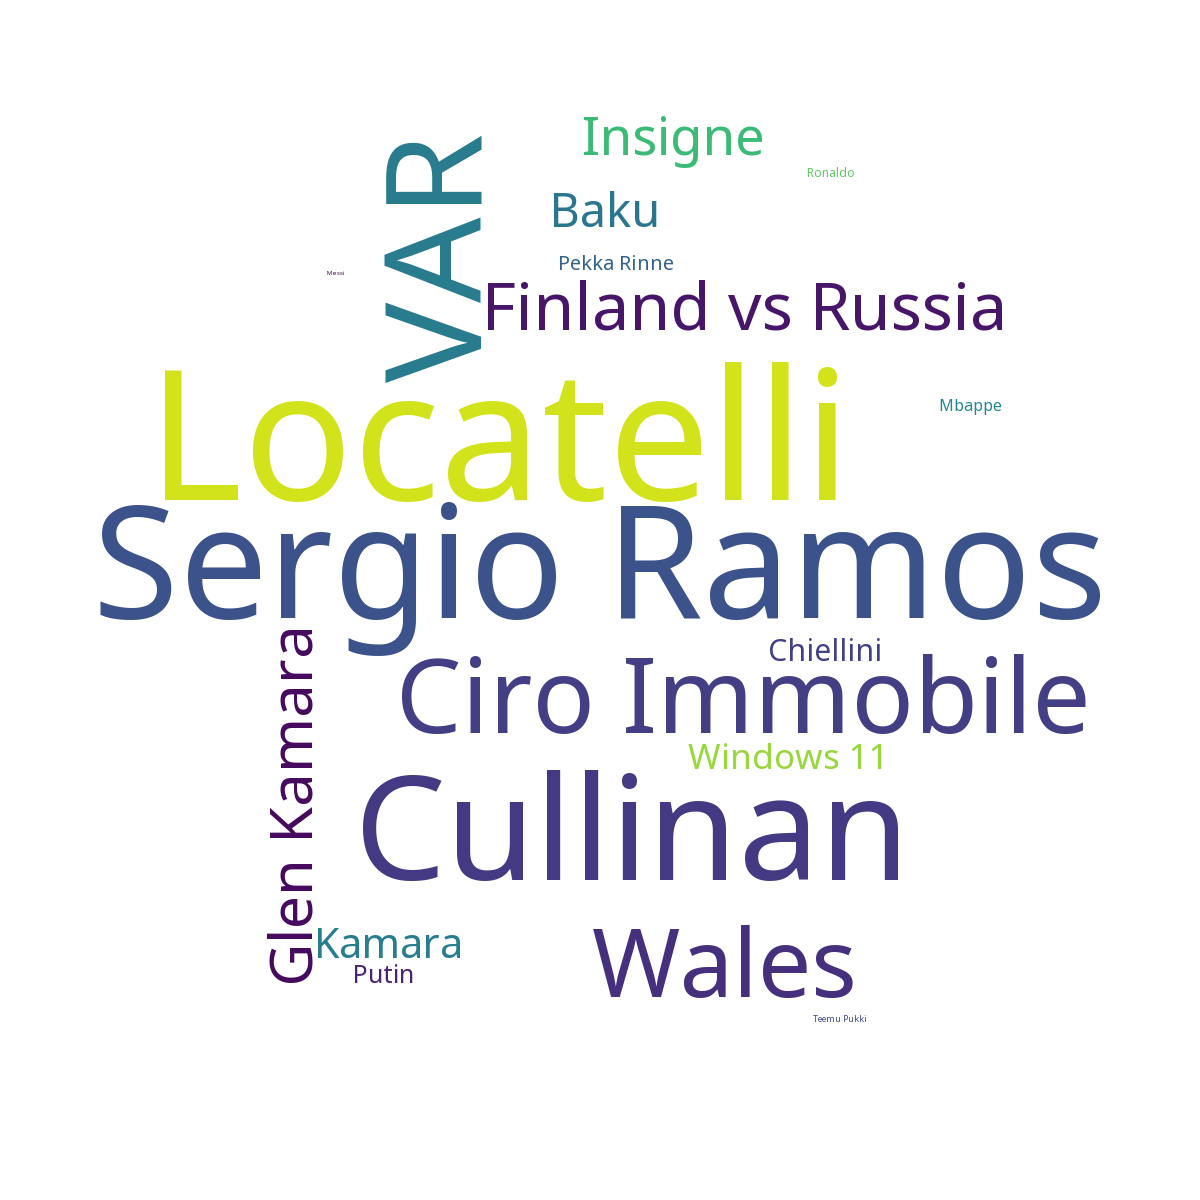 Insigne
Ronaldo
VAR
Baku
Pekka Rinne
Messi
Finland vs Russia
Locatelli
Mbappe
Sergio Ramos
Glen Kamara
Chiellini
Ciro Immobile
Windows 11
Cullinan
Kamara
Putin
Wales
Teemu Pukki